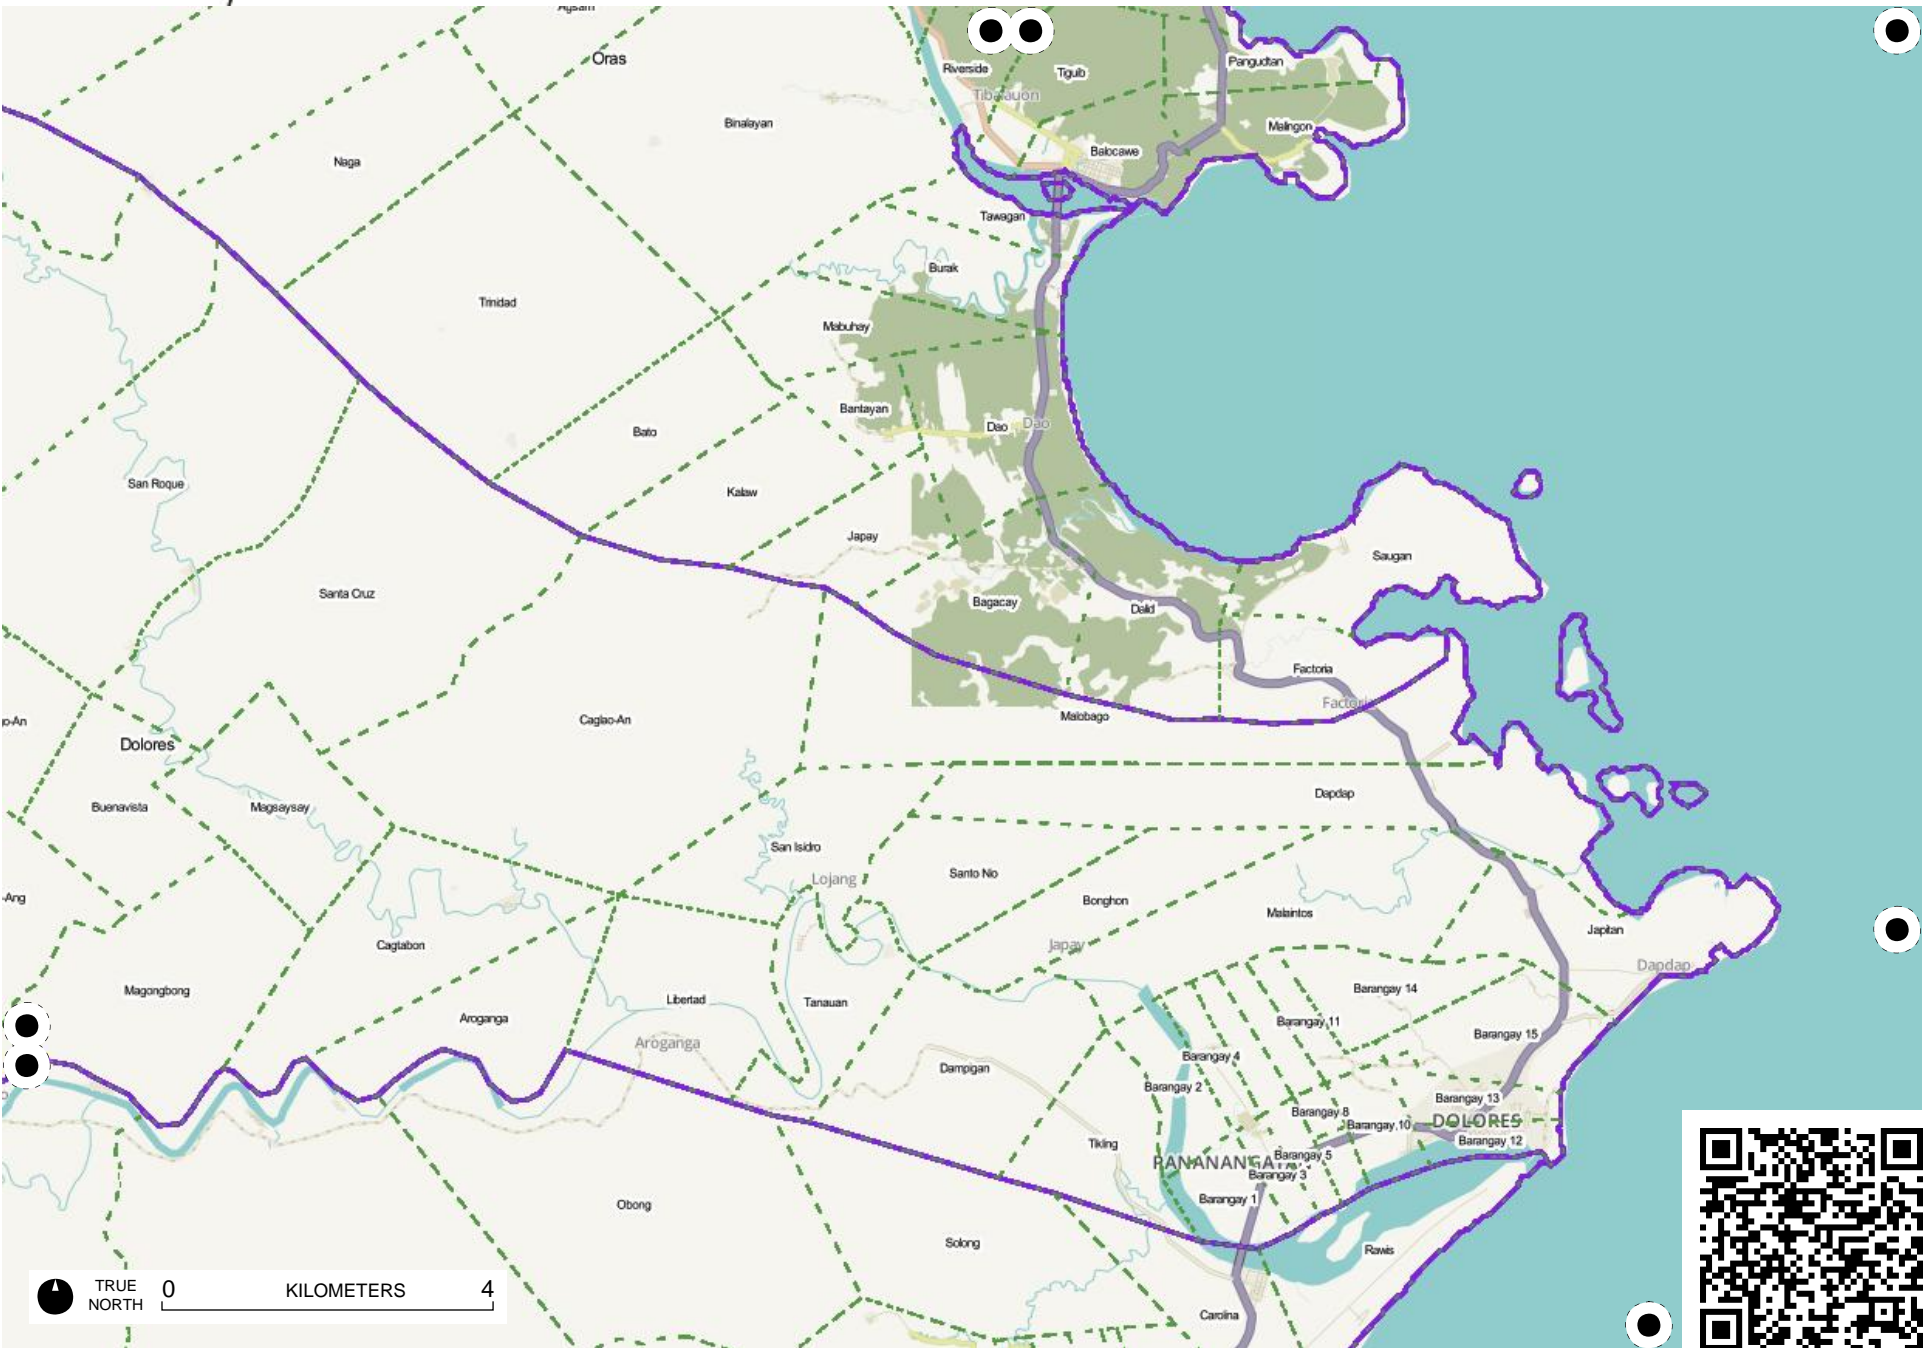 Oras
Riverside
Tiguib
Pangudtan
Tibalauon
Binalayan
Malingon
Naga
Balocawe
Tawagan
Burak
Trinidad
Mabuhay
Bantayan
Dao
Dao
Bato
San Roque
Kalaw
Japay
Saugan
Santa Cruz
Bagacay
Dalid
Factoria
Caglao-An
Malobago
o-An
Dolores
Dapdap
Buenavista
Magsaysay
San Isidro
Santo Nio
Lojang
-Ang
Bonghon
Malaintos
Japitan
Cagtabon
Japay
Dapdap
Magongbong
Barangay 14
Libertad
Tanauan
Aroganga
Barangay 11
Barangay 15
Aroganga
Barangay 4
Dampigan
Barangay 2
Barangay 13
Barangay 8
DOLORES
Barangay 10
Barangay 12
Tiking
Barangay 5
Barangay 3
Barangay 1
Obong
Solong
Rawis
Carolina
TRUE
NORTH
0 KILOMETERS 4